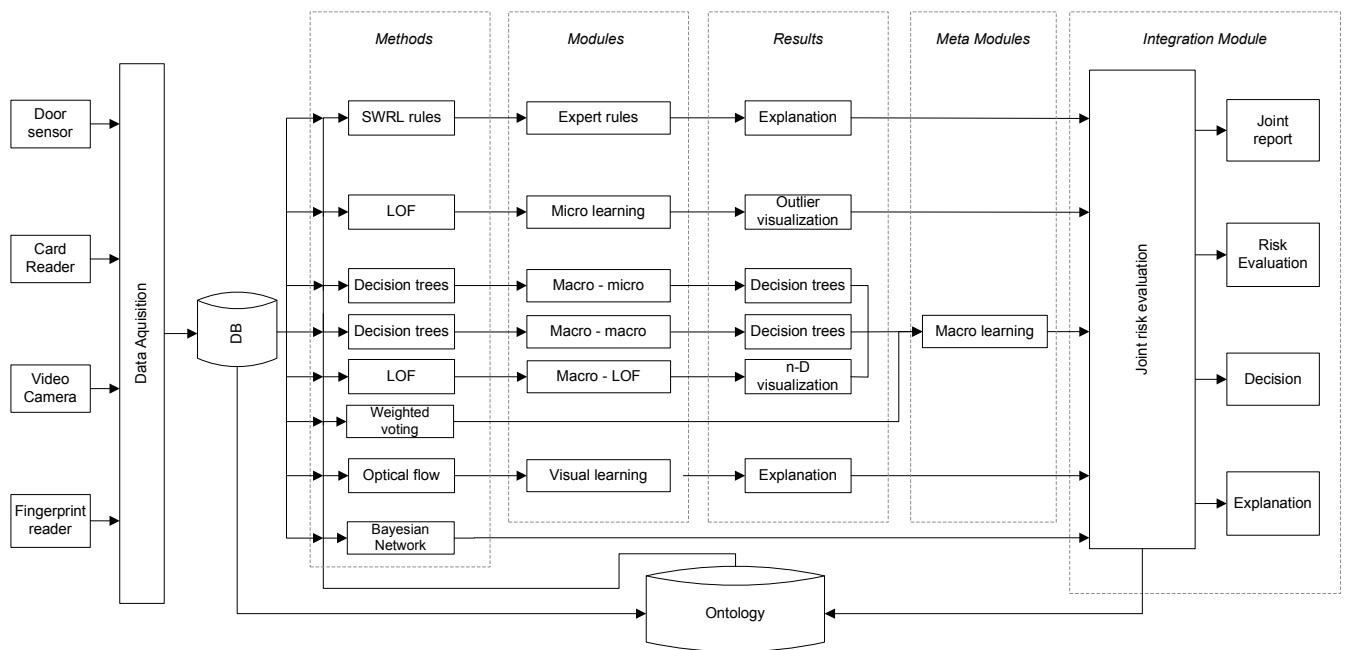 Methods
Modules
Results
Meta Modules
Integration Module
Door
sensor
Card
Reader
Video
Camera
Fingerprint
reader
Data Aquisition
DB
SWRL rules
Expert rules
Explanation
LOF
Micro learning
Outlier
visualization
Decision trees
Macro - micro
Decision trees
Decision trees
Macro - macro
Decision trees
Macro learning
LOF
Macro - LOF
n-D
visualization
Weighted
voting
Optical flow
Visual learning
Explanation
Bayesian
Network
Joint risk evaluation
Joint
report
Risk
Evaluation
Decision
Explanation
Ontology